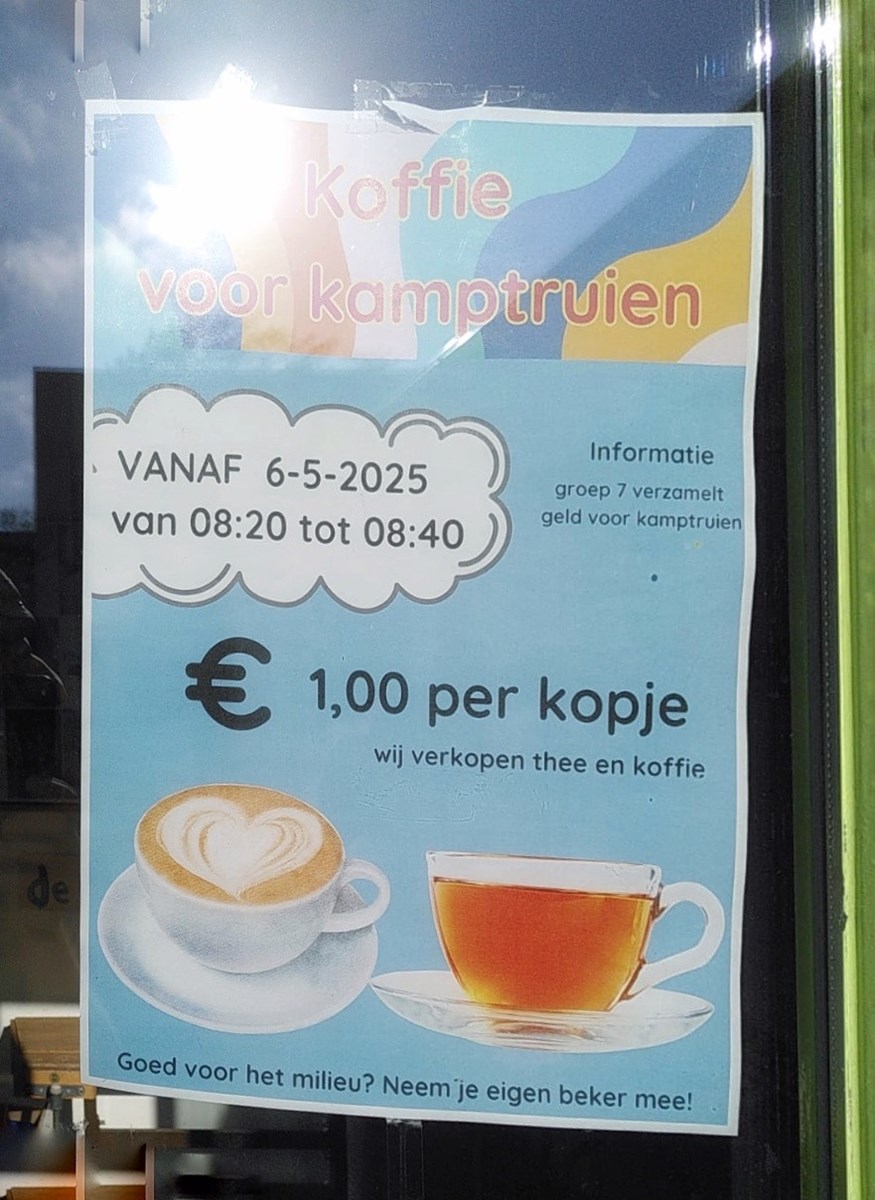 Koffie
voor kamptruien
VANAF 6-5-2025
van 08:20 tot 08:40
Informatie
groep 7 verzamelt
geld voor kamptruien
€ 1,00 per kopje
wij verkopen thee en koffie
de
Goed voor het milieu? Neem je eigen beker mee!